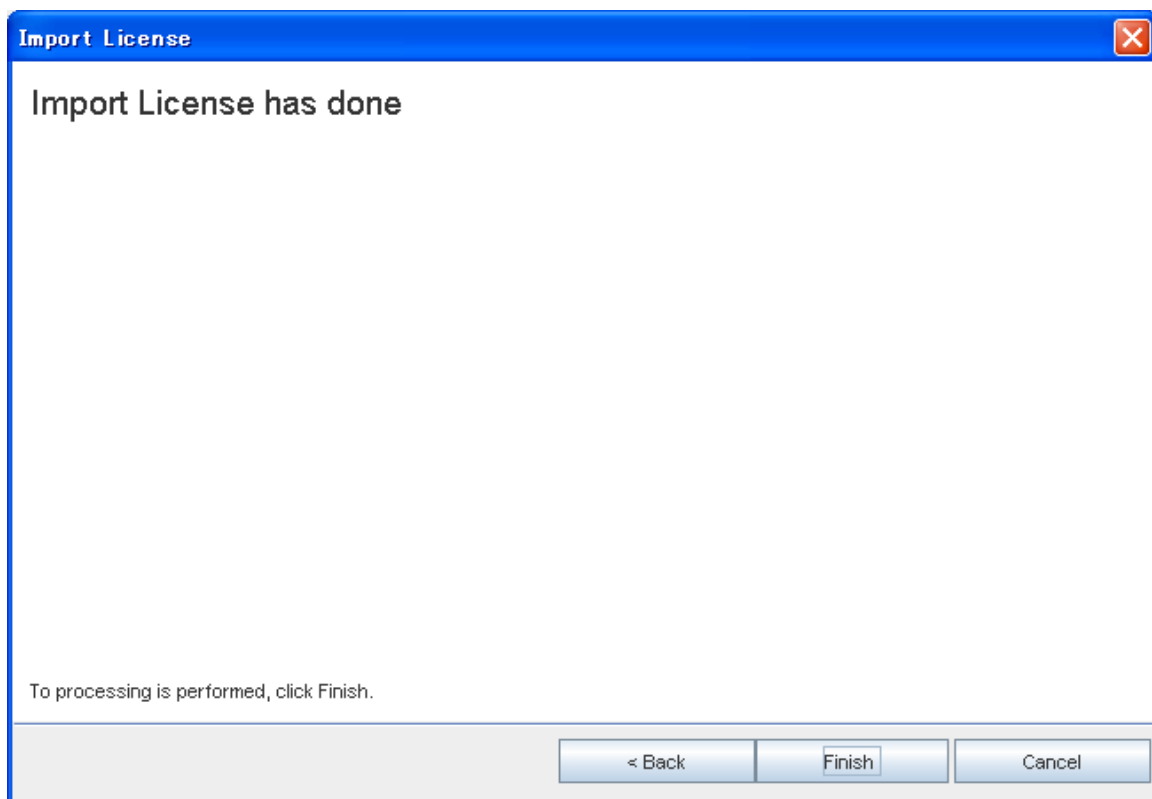 Import License
Import License has done
To processing is performed, click Finish.
< Back
Finish
Cancel